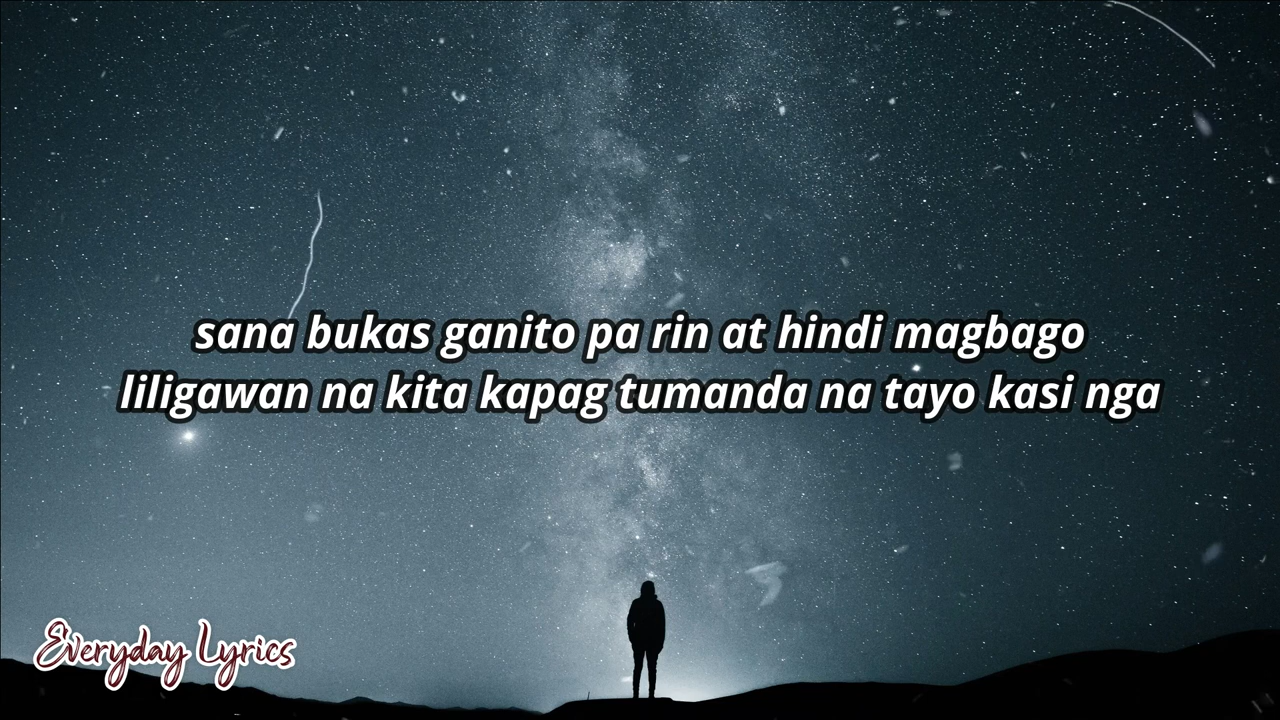 sana bukas ganito pa rin at hindi magbago
liligawan na kita kapag tumanda na tayo kasi nga
Everyday Lyrics